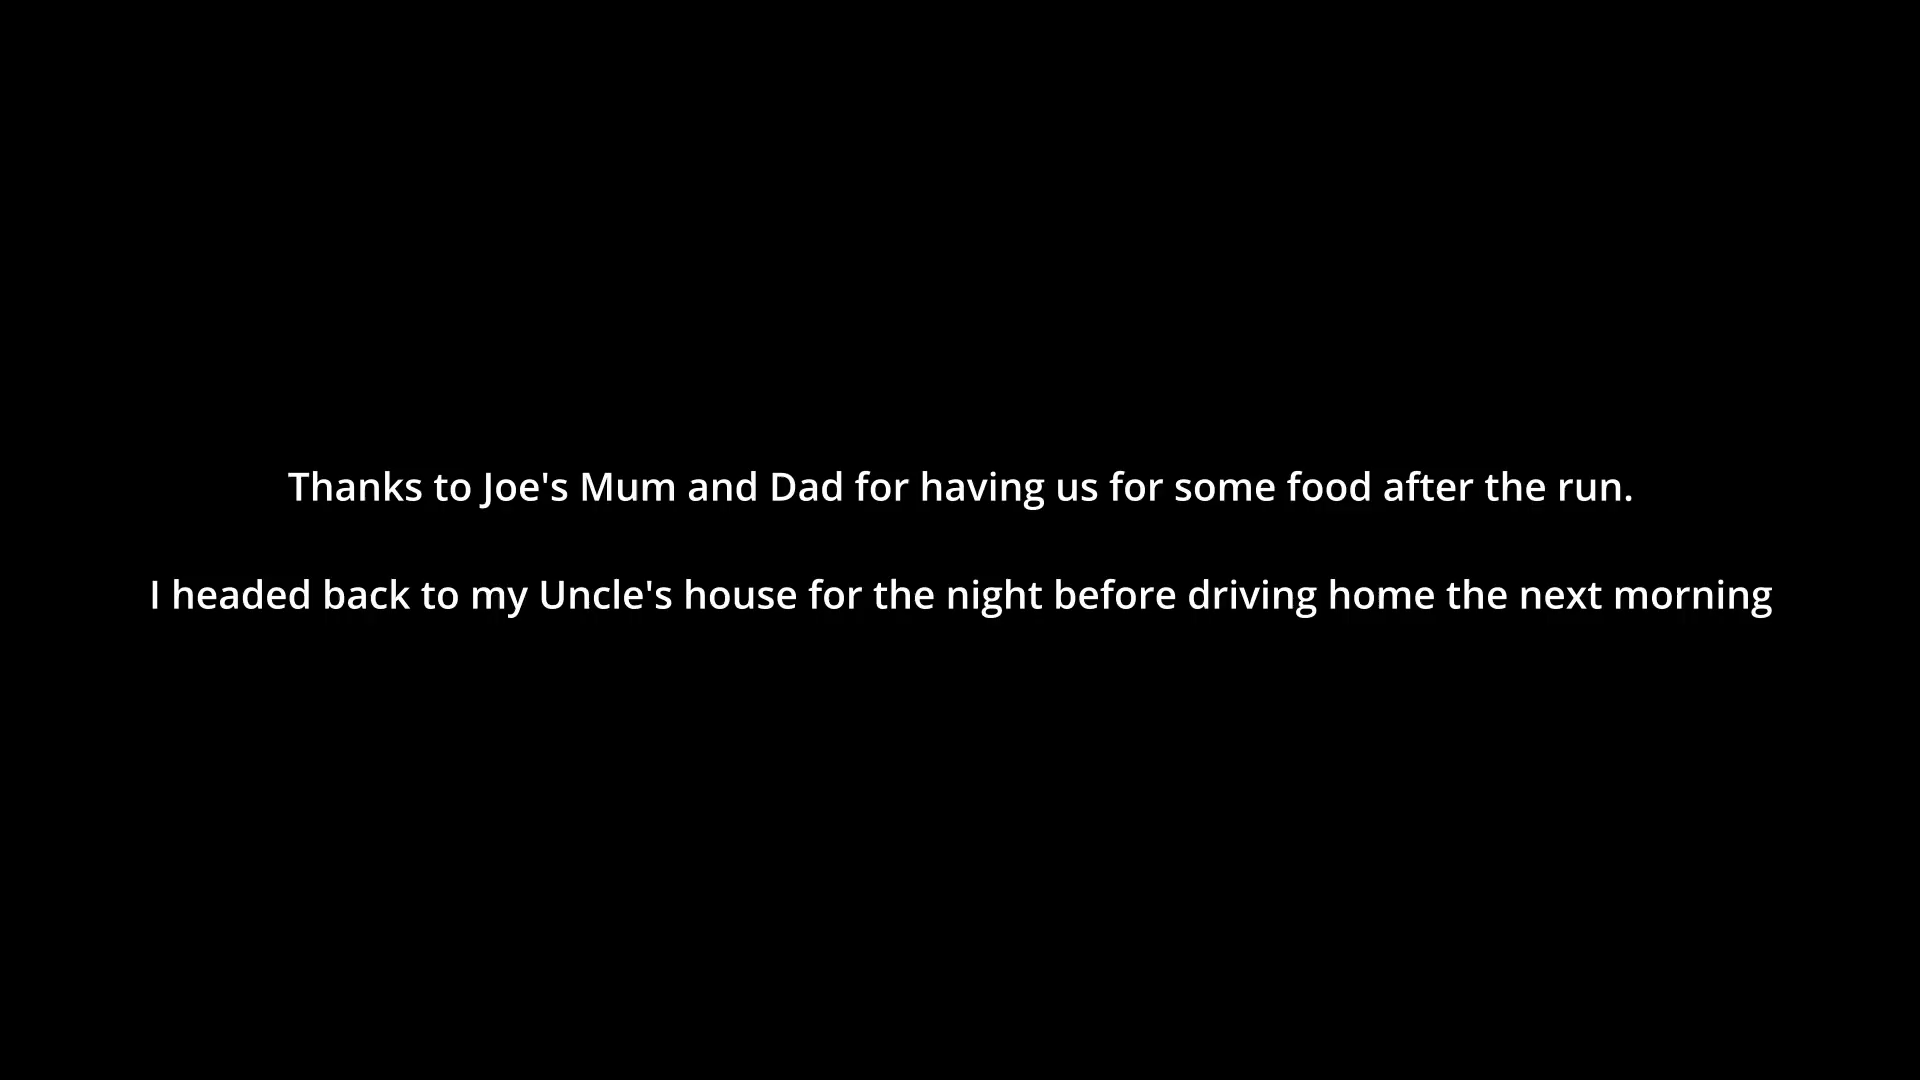 Thanks to Joe's Mum and Dad for having us for some food after the run.
I headed back to my Uncle's house for the night before driving home the next morning